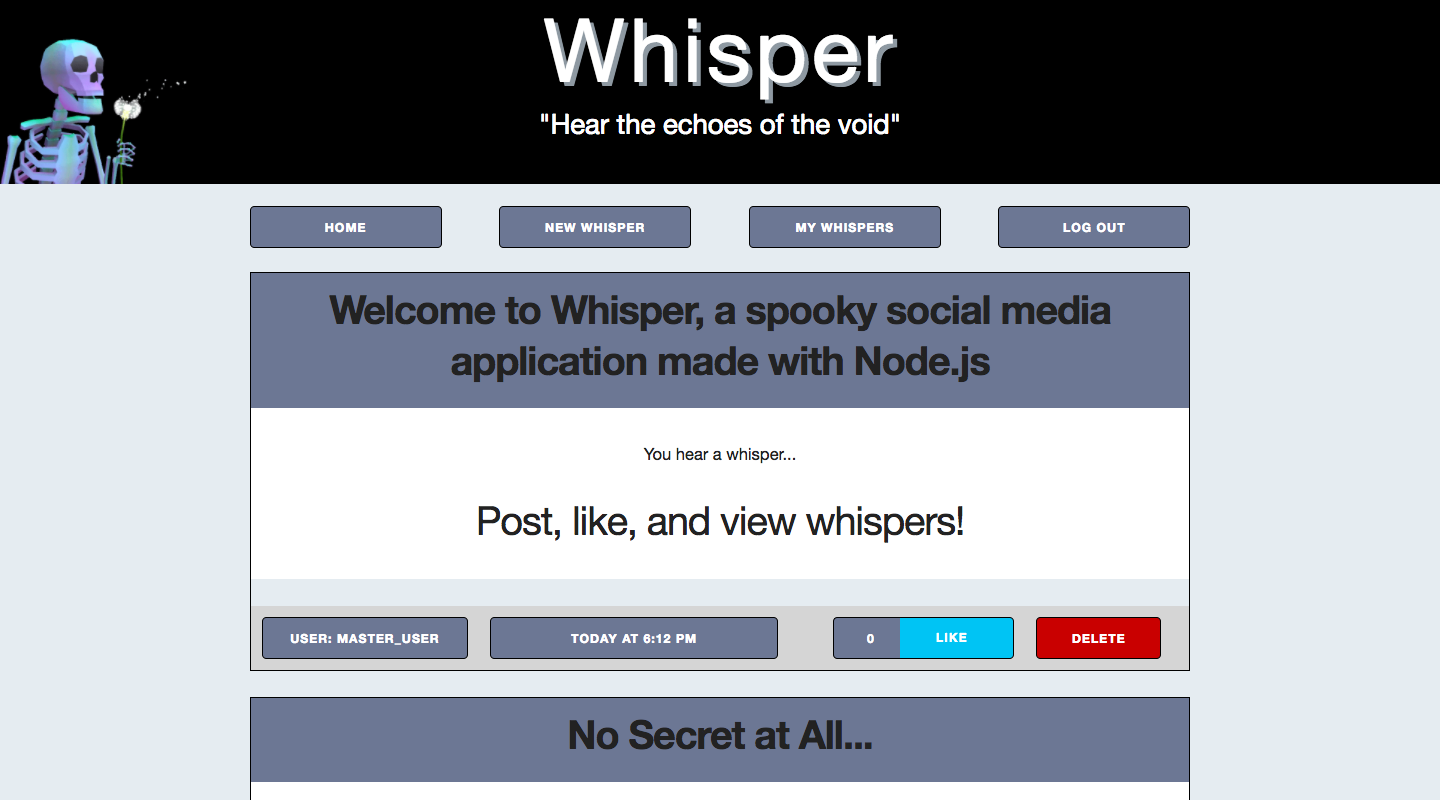 Whisper
"Hear the echoes of the void"
HOME
NEW WHISPER
MY WHISPERS
LOG OUT
Welcome to Whisper, a spooky social media
application made with Node.js
You hear a whisper...
Post, like, and view whispers!
USER: MASTER_USER
TODAY AT 6:12 PM
0
LIKE
DELETE
No Secret at All...